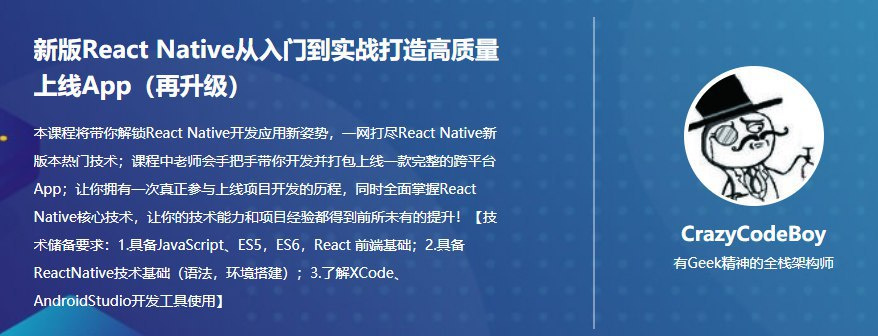 新版React Native从入门到实战打造高质量
上线App（再升级）
本课程将带你解锁React Native开发应用新姿势，一网打尽React Native新
版本热门技术；课程中老师会手把手带你开发并打包上线一款完整的跨平台
App；让你拥有一次真正参与上线项目开发的历程，同时全面掌握React
Native核心技术，让你的技术能力和项目经验都得到前所未有的提升！【技
术储备要求：1.具备JavaScript、ES5，ES6，React 前端基础；2.具备
ReactNative技术基础（语法，环境搭建）；3.了解XCode、
AndroidStudio开发工具使用】
CrazyCodeBoy
有Geek精神的全栈架构师